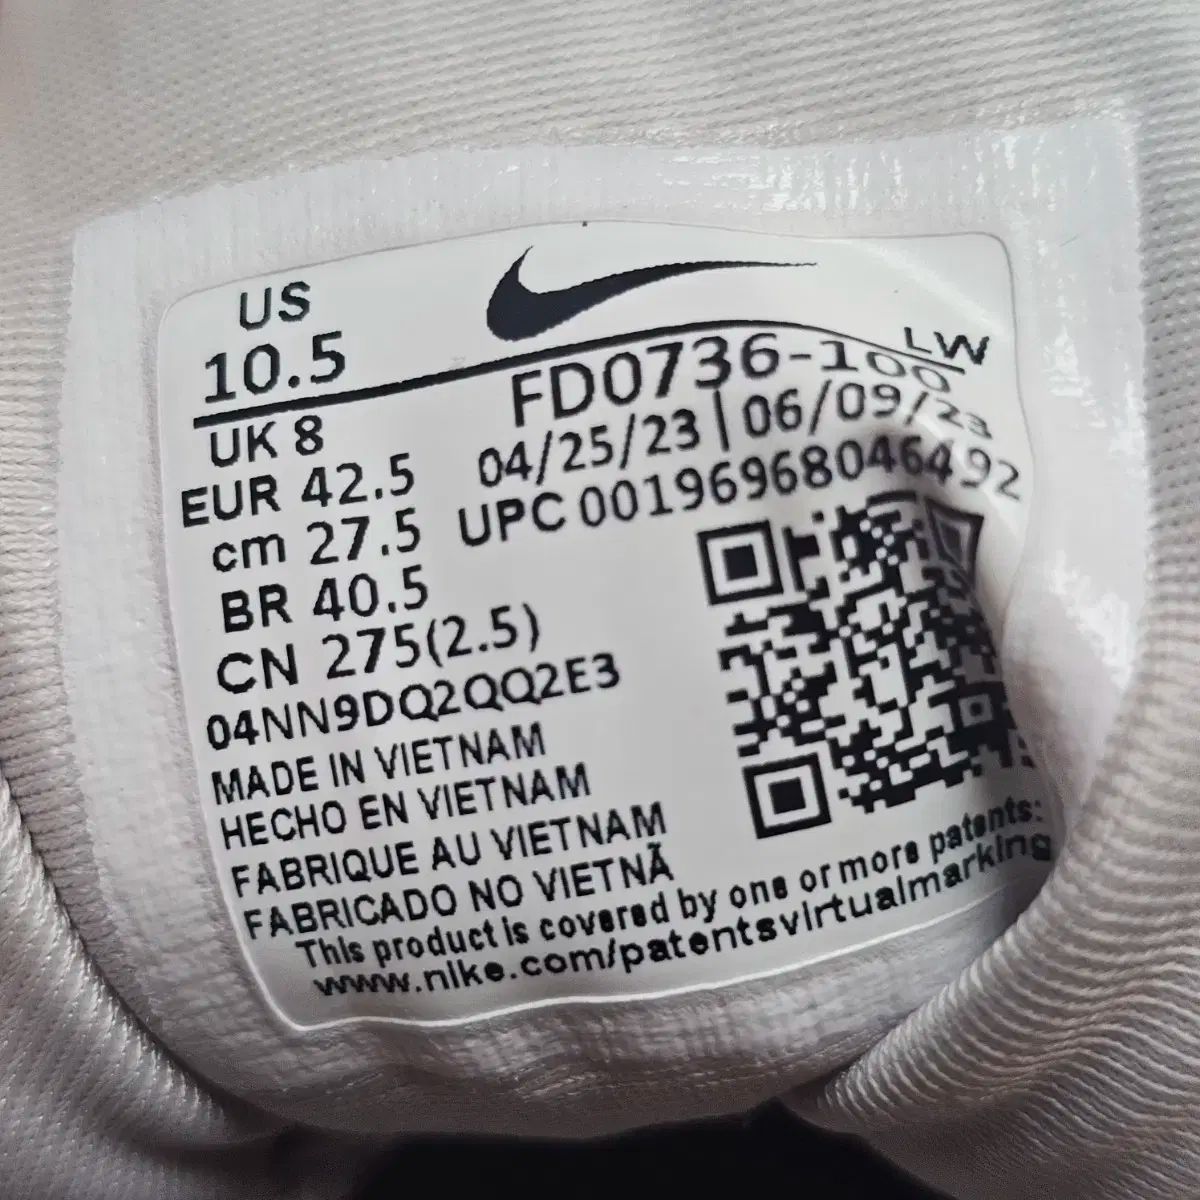 US
10.5
UK 8
EUR 42.5
cm 27.5
BR 40.5
CN 275(2.5)
LW
FD0736-100
04/25/23 | 06/09/23
UPC 00196968046492
04NN9DQ2QQ2E3
MADE IN VIETNAM
HECHO EN VIETNAM
FABRIQUE AU VIETNAM
FABRICADO NO VIETNÃ
This product is covered by one or more patents:
www.nike.com/patentsvirtualmarking